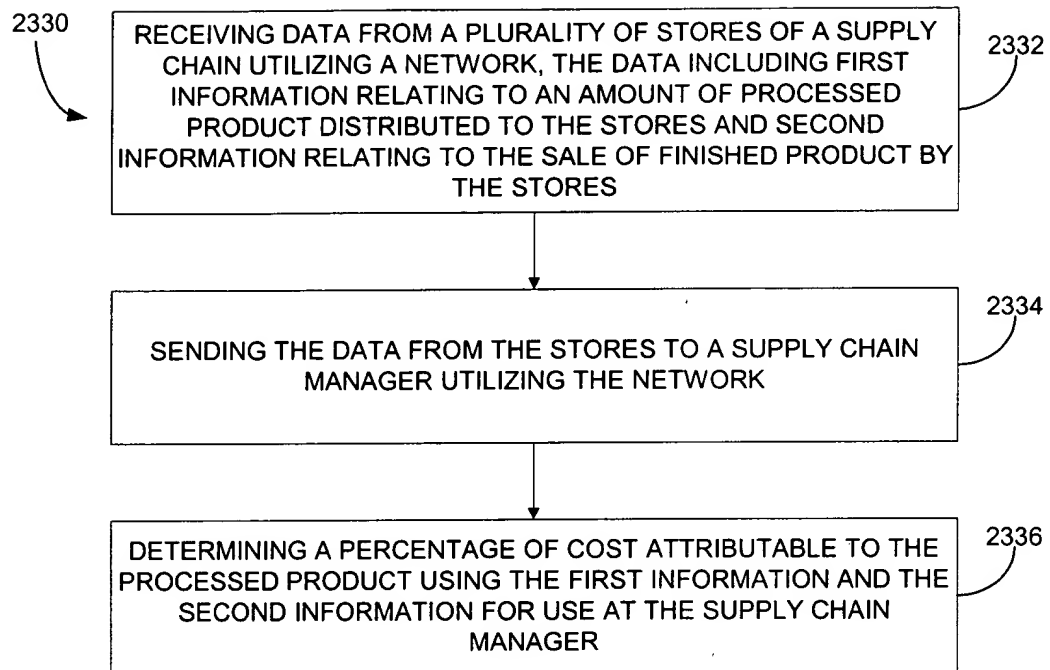 2330
RECEIVING DATA FROM A PLURALITY OF STORES OF A SUPPLY
CHAIN UTILIZING A NETWORK, THE DATA INCLUDING FIRST
INFORMATION RELATING TO AN AMOUNT OF PROCESSED
PRODUCT DISTRIBUTED TO THE STORES AND SECOND
INFORMATION RELATING TO THE SALE OF FINISHED PRODUCT BY
THE STORES
2332
SENDING THE DATA FROM THE STORES TO A SUPPLY CHAIN
MANAGER UTILIZING THE NETWORK
2334
DETERMINING A PERCENTAGE OF COST ATTRIBUTABLE TO THE
PROCESSED PRODUCT USING THE FIRST INFORMATION AND THE
SECOND INFORMATION FOR USE AT THE SUPPLY CHAIN
MANAGER
2336